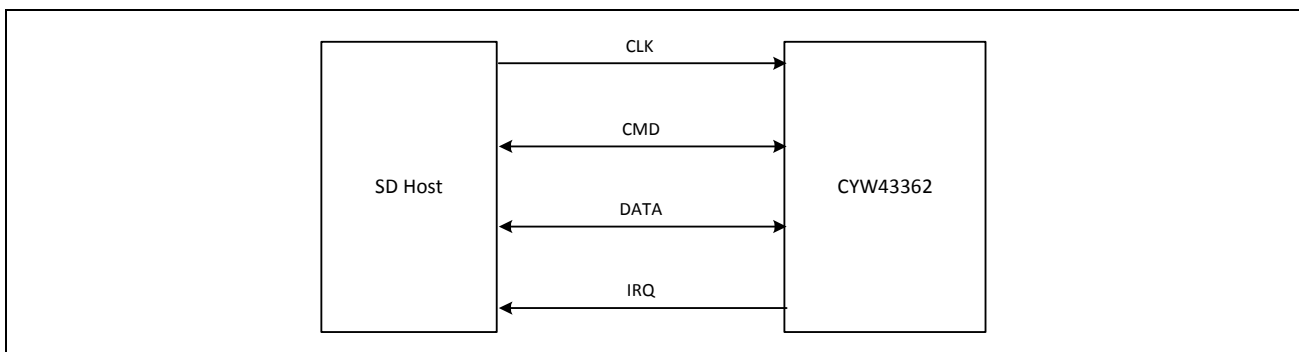 CLK
CMD
SD Host
CYW43362
DATA
IRQ